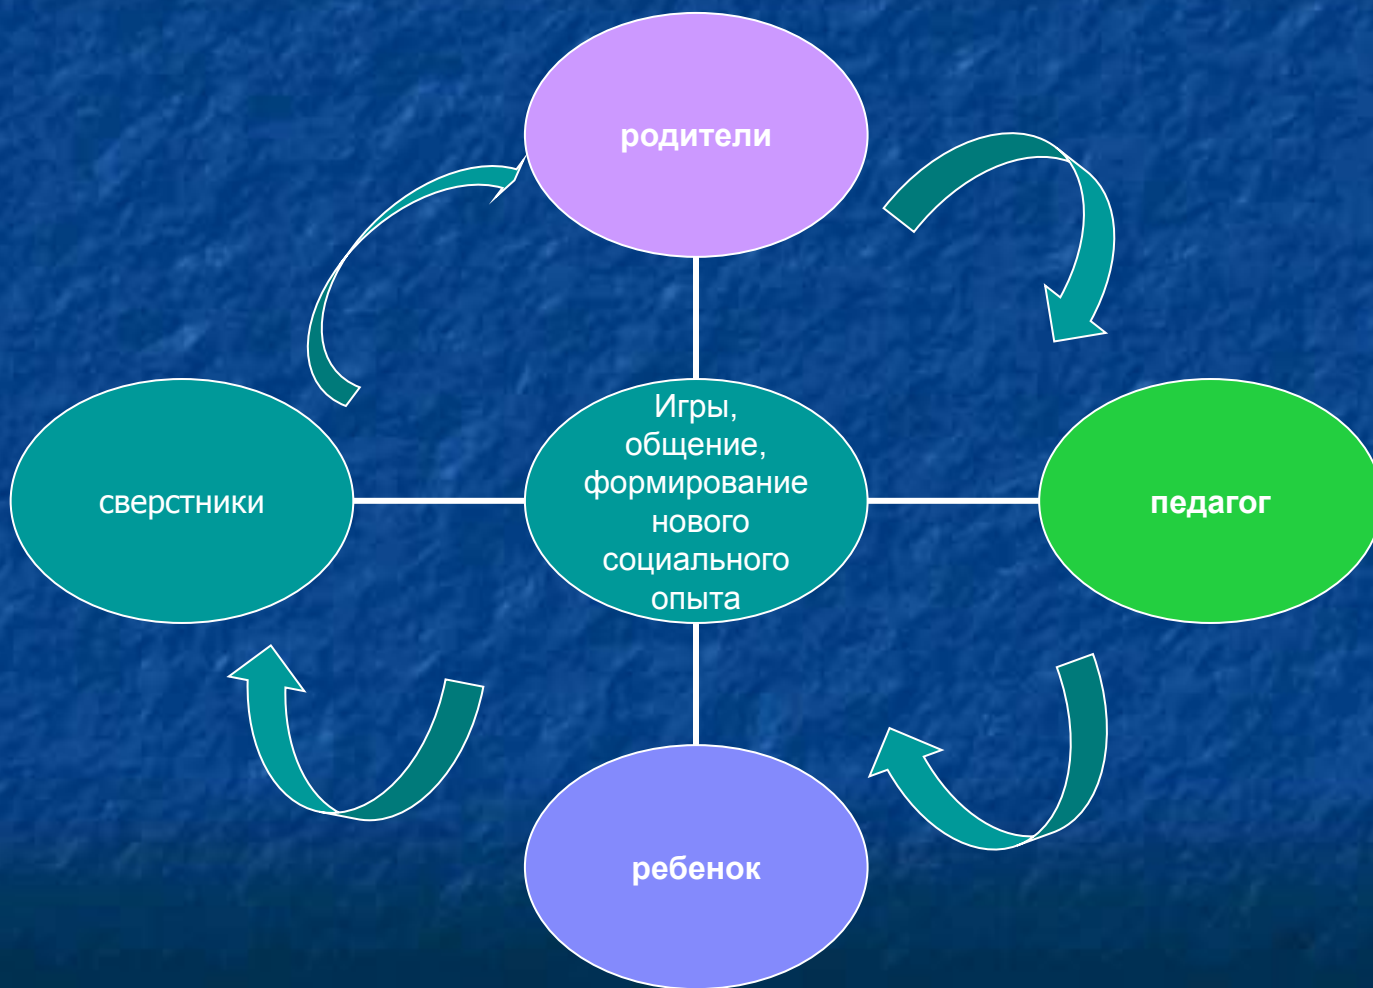 родители
сверстники
Игры,
общение,
формирование
нового
социального
опыта
педагог
ребенок